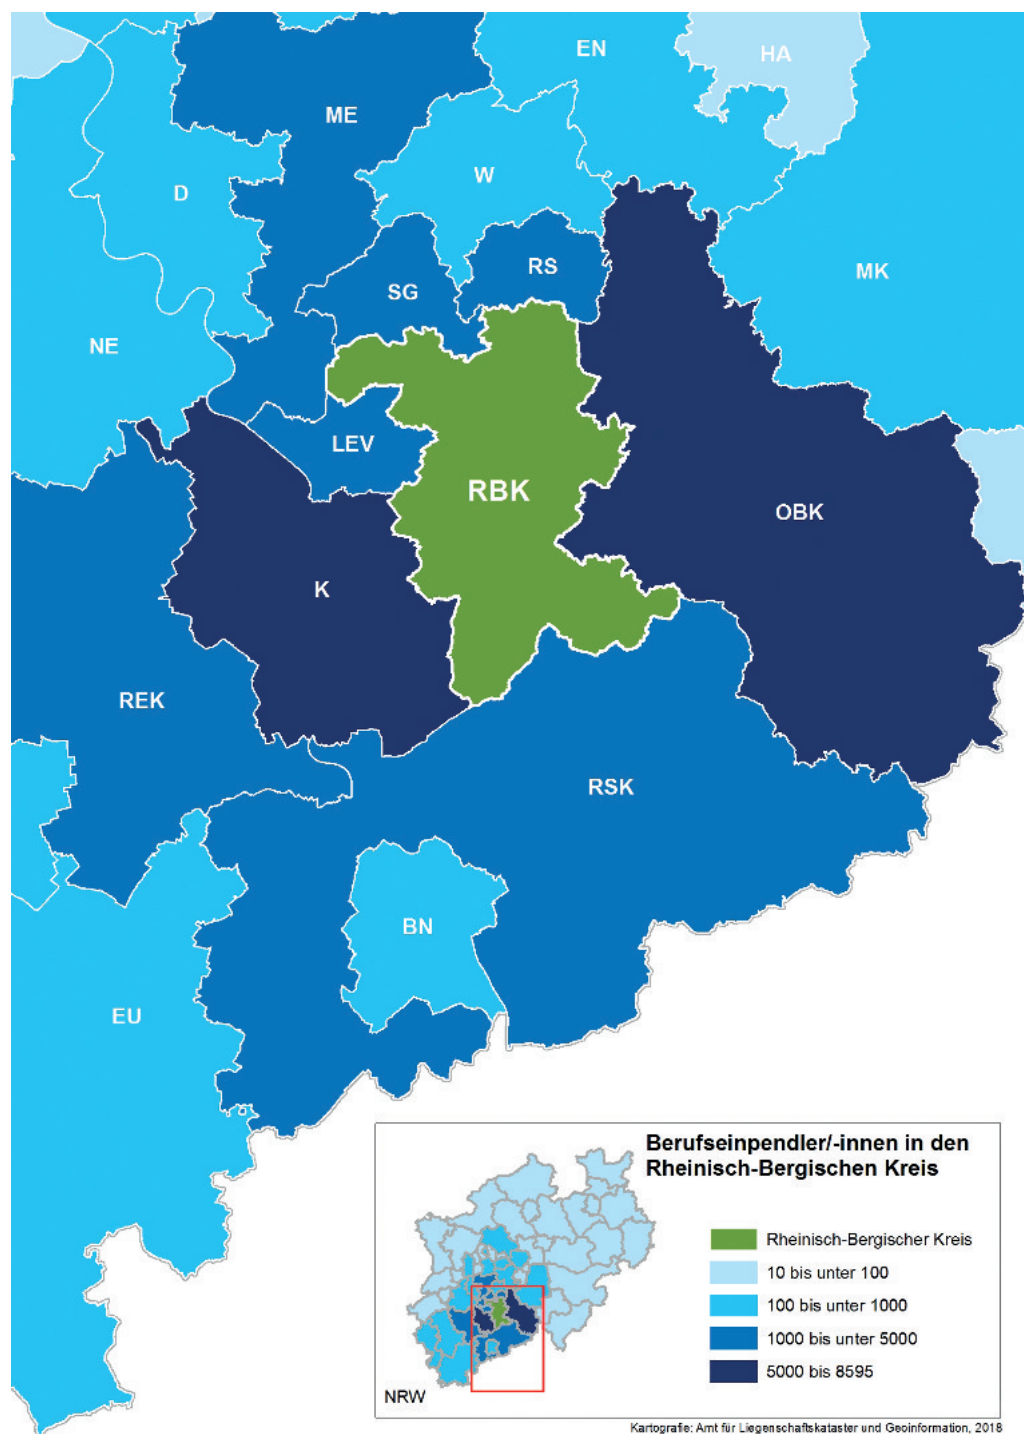 EN
HA
ME
W
D
RS
MK
SG
NE
LEV
RBK
OBK
K
REK
RSK
BN
EU
Berufseinpendler/-innen in den
Rheinisch-Bergischen Kreis
Rheinisch-Bergischer Kreis
10 bis unter 100
100 bis unter 1000
1000 bis unter 5000
5000 bis 8595
NRW
Kartografie: Amt für Liegenschaftskataster und Geoinformation, 2018